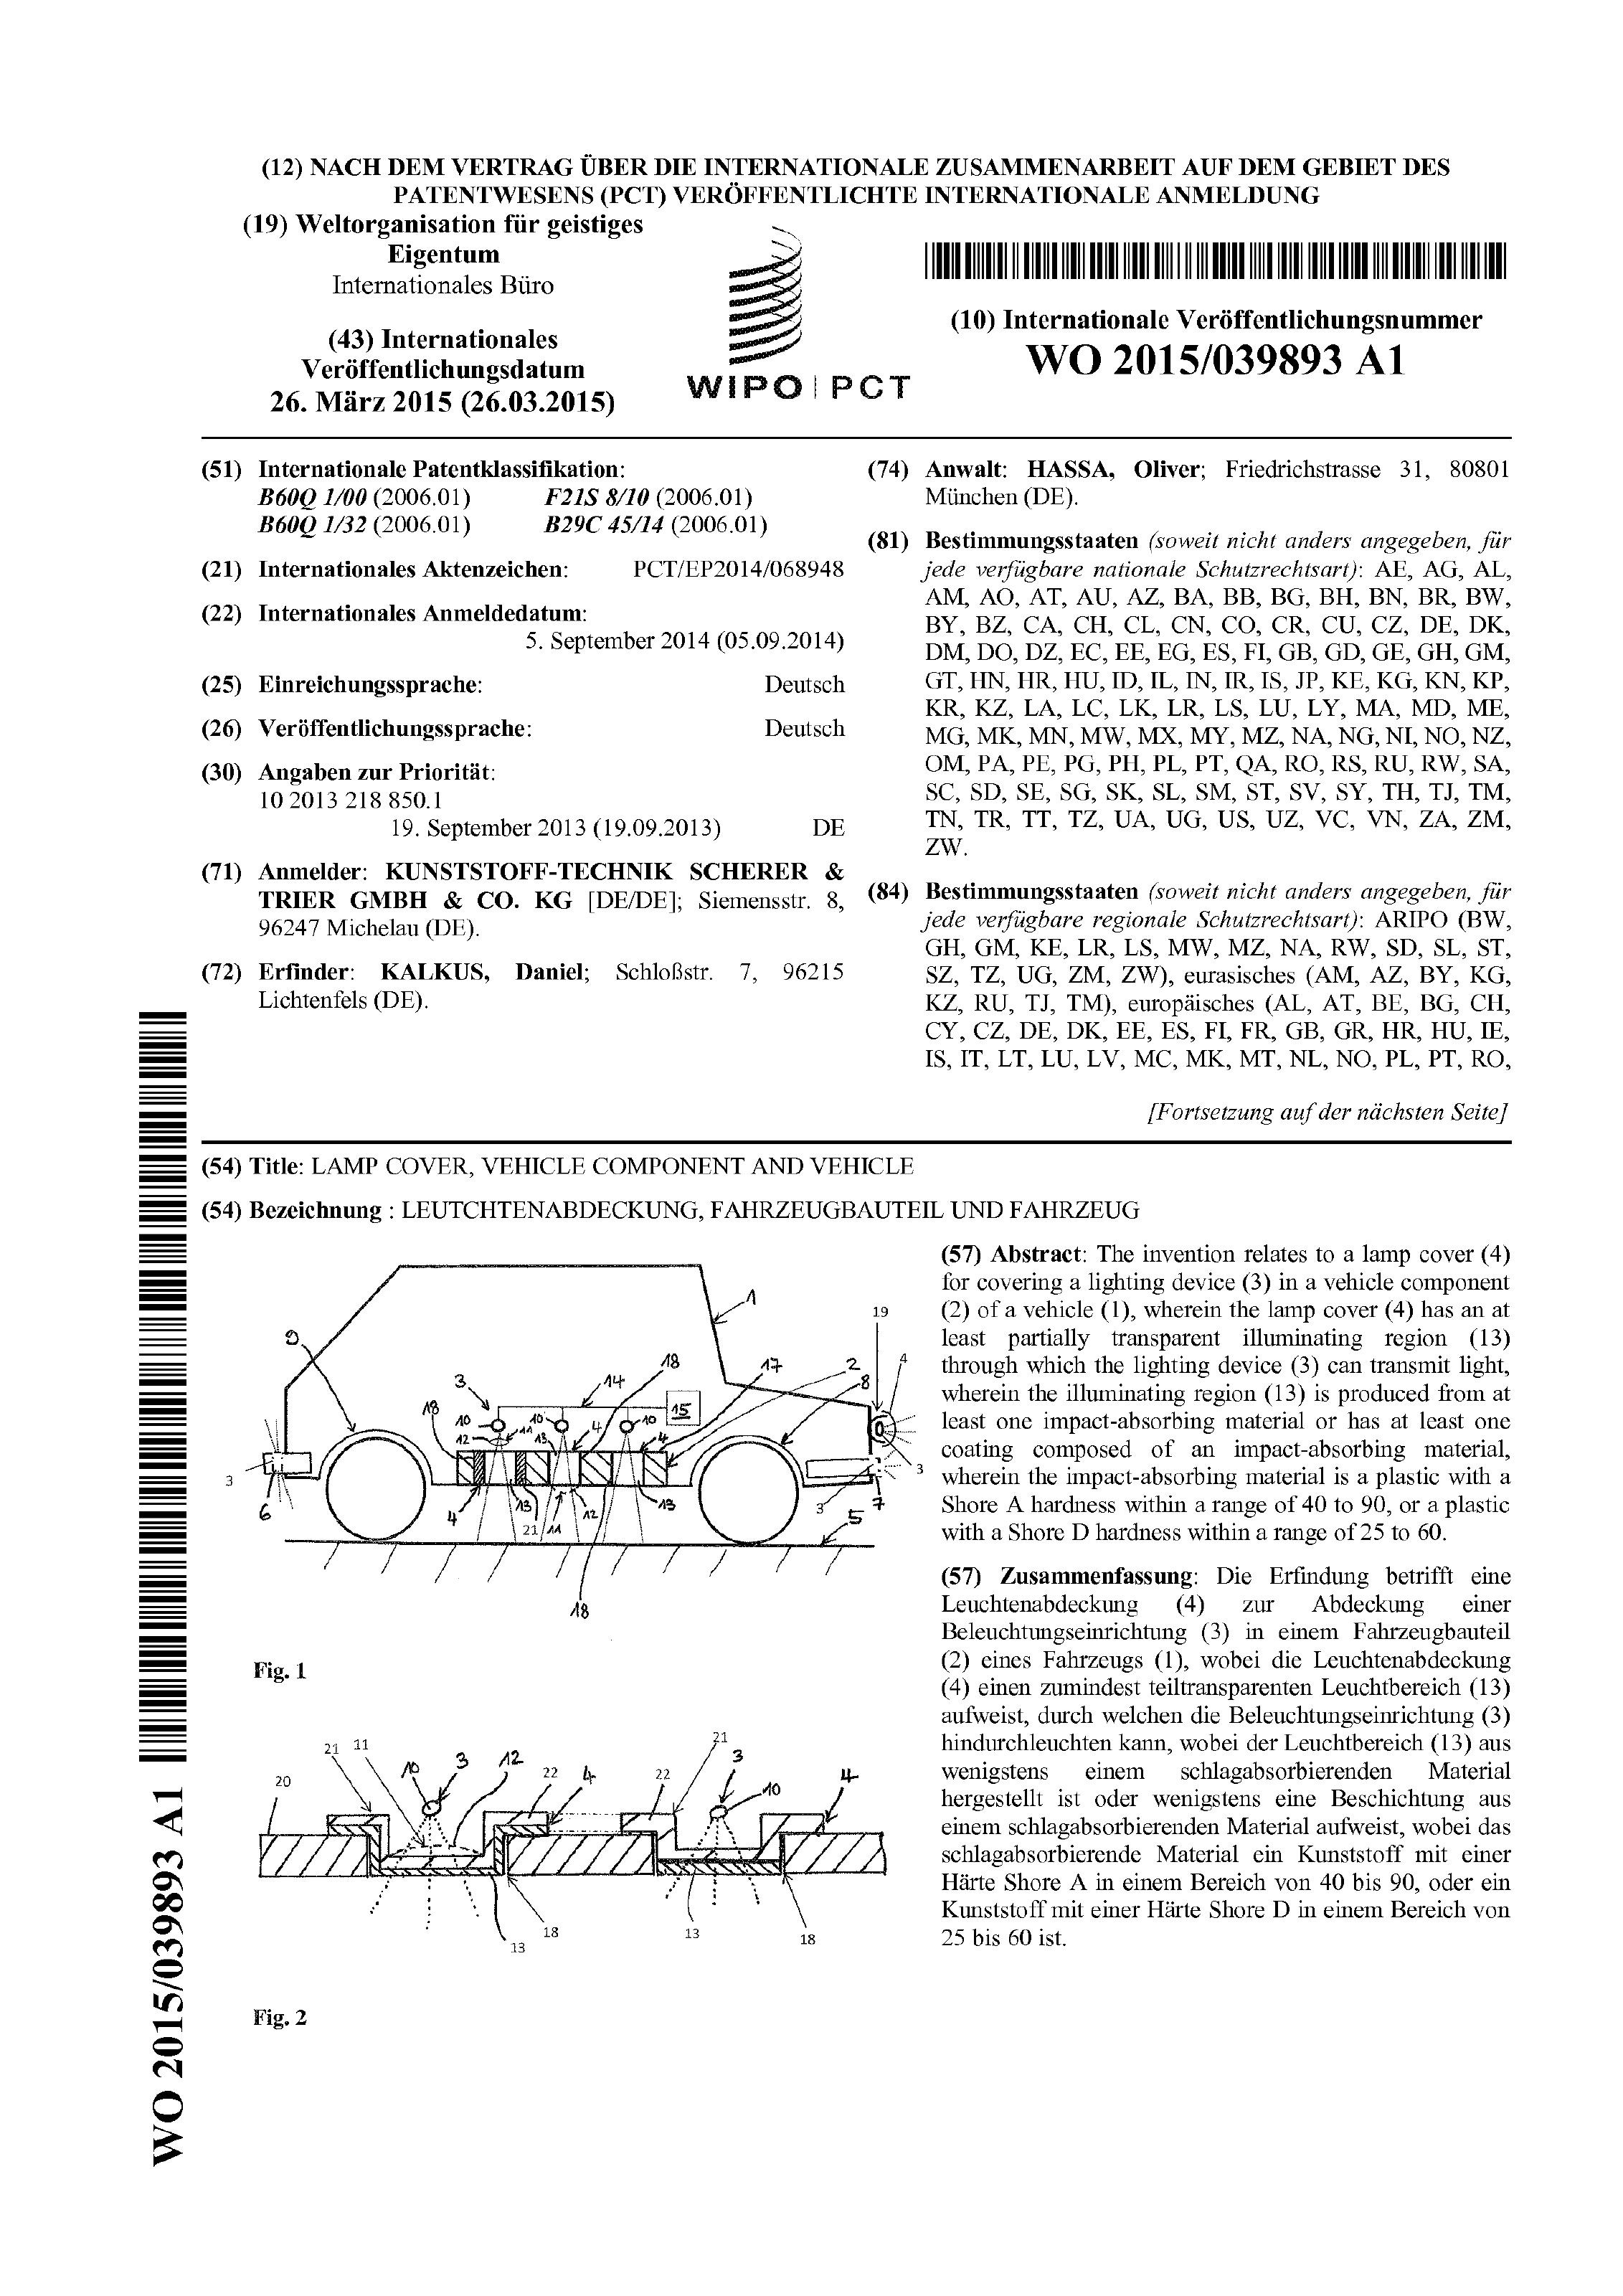 (12) NACH DEM VERTRAG ÜBER DIE INTERNATIONALE ZUSAMMENARBEIT AUF DEM GEBIET DES
PATENTWESENS (PCT) VERÖFFENTLICHTE INTERNATIONALE ANMELDUNG
(19) Weltorganisation für geistiges
Eigentum
Internationales Büro
(43) Internationales
Veröffentlichungsdatum
26. März 2015 (26.03.2015)
WIPO | PCT
(10) Internationale Veröffentlichungsnummer
WO 2015/039893 A1
(51) Internationale Patentklassifikation:
B60Q 1/00 (2006.01) F21S 8/10 (2006.01)
B60Q 1/32 (2006.01) B29C 45/14 (2006.01)
(21) Internationales Aktenzeichen: PCT/EP2014/068948
(22) Internationales Anmeldedatum:
5. September 2014 (05.09.2014)
(25) Einreichungssprache: Deutsch
(26) Veröffentlichungssprache: Deutsch
(30) Angaben zur Priorität:
10 2013 218 850.1
19. September 2013 (19.09.2013) DE
(71) Anmelder: KUNSTSTOFF-TECHNIK SCHERER &
TRIER GMBH & CO. KG [DE/DE]; Siemensstr. 8,
96247 Michelau (DE).
(72) Erfinder: KALKUS, Daniel; Schloßstr. 7, 96215
Lichtenfels (DE).
(74) Anwalt: HASSA, Oliver; Friedrichstrasse 31, 80801
München (DE).
(81) Bestimmungsstaaten (soweit nicht anders angegeben, für
jede verfügbare nationale Schutzrechtsart): AE, AG, AL,
AM, AO, AT, AU, AZ, BA, BB, BG, BH, BN, BR, BW,
BY, BZ, CA, CH, CL, CN, CO, CR, CU, CZ, DE, DK,
DM, DO, DZ, EC, EE, EG, ES, FI, GB, GD, GE, GH, GM,
GT, HN, HR, HU, ID, IL, IN, IR, IS, JP, KE, KG, KN, KP,
KR, KZ, LA, LC, LK, LR, LS, LU, LY, MA, MD, ME,
MG, MK, MN, MW, MX, MY, MZ, NA, NG, NI, NO, NZ,
OM, PA, PE, PG, PH, PL, PT, QA, RO, RS, RU, RW, SA,
SC, SD, SE, SG, SK, SL, SM, ST, SV, SY, TH, TJ, TM,
TN, TR, TT, TZ, UA, UG, US, UZ, VC, VN, ZA, ZM,
ZW.
(84) Bestimmungsstaaten (soweit nicht anders angegeben, für
jede verfügbare regionale Schutzrechtsart): ARIPO (BW,
GH, GM, KE, LR, LS, MW, MZ, NA, RW, SD, SL, ST,
SZ, TZ, UG, ZM, ZW), eurasisches (AM, AZ, BY, KG,
KZ, RU, TJ, TM), europäisches (AL, AT, BE, BG, CH,
CY, CZ, DE, DK, EE, ES, FI, FR, GB, GR, HR, HU, IE,
IS, IT, LT, LU, LV, MC, MK, MT, NL, NO, PL, PT, RO,
[Fortsetzung auf der nächsten Seite]
(54) Title: LAMP COVER, VEHICLE COMPONENT AND VEHICLE
(54) Bezeichnung : LEUTCHTENABDECKUNG, FAHRZEUGBAUTEIL UND FAHRZEUG
1
19
9
18 17 2 4
3 14 8
18 10 10 10 15
12 11 13 4 4
3 3
6 4 13 21 11 12 13 3 7
5
18
Fig. 1
21 11 10 3 12 22 4 22 21 3 10 4
20
13 18 13 18
Fig. 2
(57) Abstract: The invention relates to a lamp cover (4)
for covering a lighting device (3) in a vehicle component
(2) of a vehicle (1), wherein the lamp cover (4) has an at
least partially transparent illuminating region (13)
through which the lighting device (3) can transmit light,
wherein the illuminating region (13) is produced from at
least one impact-absorbing material or has at least one
coating composed of an impact-absorbing material,
wherein the impact-absorbing material is a plastic with a
Shore A hardness within a range of 40 to 90, or a plastic
with a Shore D hardness within a range of 25 to 60.
(57) Zusammenfassung: Die Erfindung betrifft eine
Leuchtenabdeckung (4) zur Abdeckung einer
Beleuchtungseinrichtung (3) in einem Fahrzeugbauteil
(2) eines Fahrzeugs (1), wobei die Leuchtenabdeckung
(4) einen zumindest teiltransparenten Leuchtbereich (13)
aufweist, durch welchen die Beleuchtungseinrichtung (3)
hindurchleuchten kann, wobei der Leuchtbereich (13) aus
wenigstens einem schlagabsorbierenden Material
hergestellt ist oder wenigstens eine Beschichtung aus
einem schlagabsorbierenden Material aufweist, wobei das
schlagabsorbierende Material ein Kunststoff mit einer
Härte Shore A in einem Bereich von 40 bis 90, oder ein
Kunststoff mit einer Härte Shore D in einem Bereich von
25 bis 60 ist.
WO 2015/039893 A1